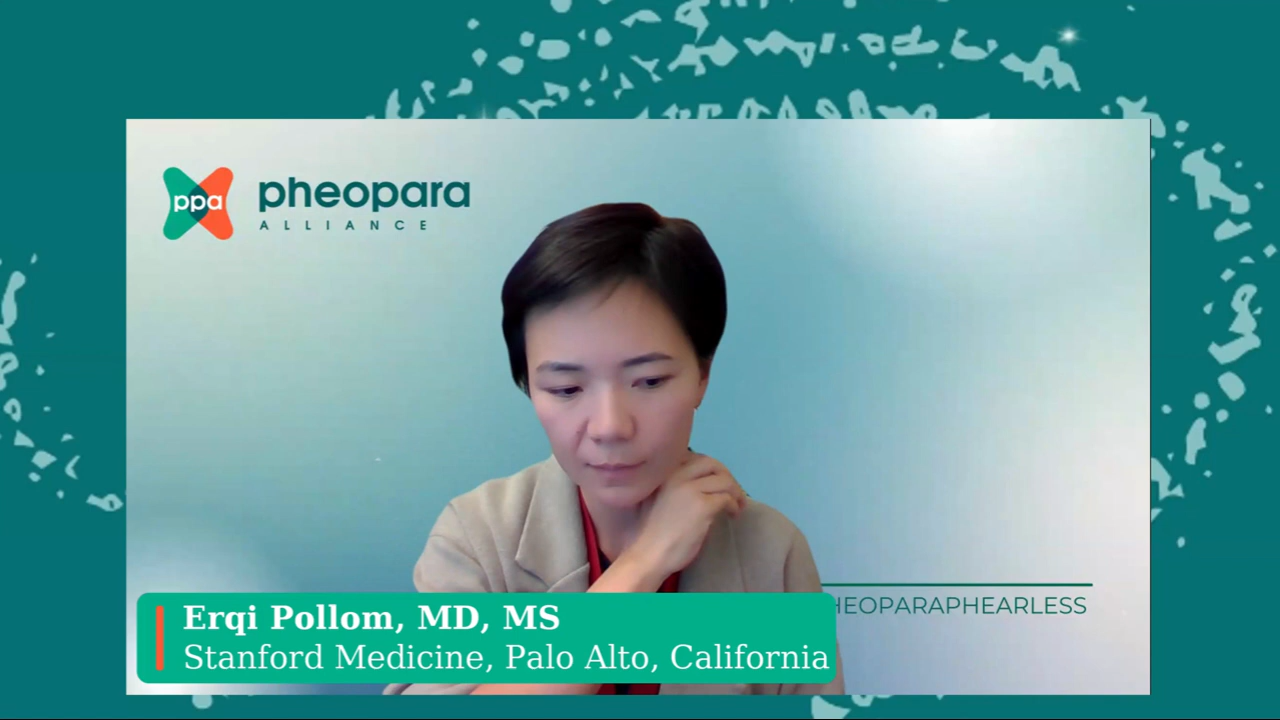 ppa
pheopara
ALLIANCE
Erqi Pollom, MD, MS
Stanford Medicine, Palo Alto, California
HEOPARAPHEARLESS